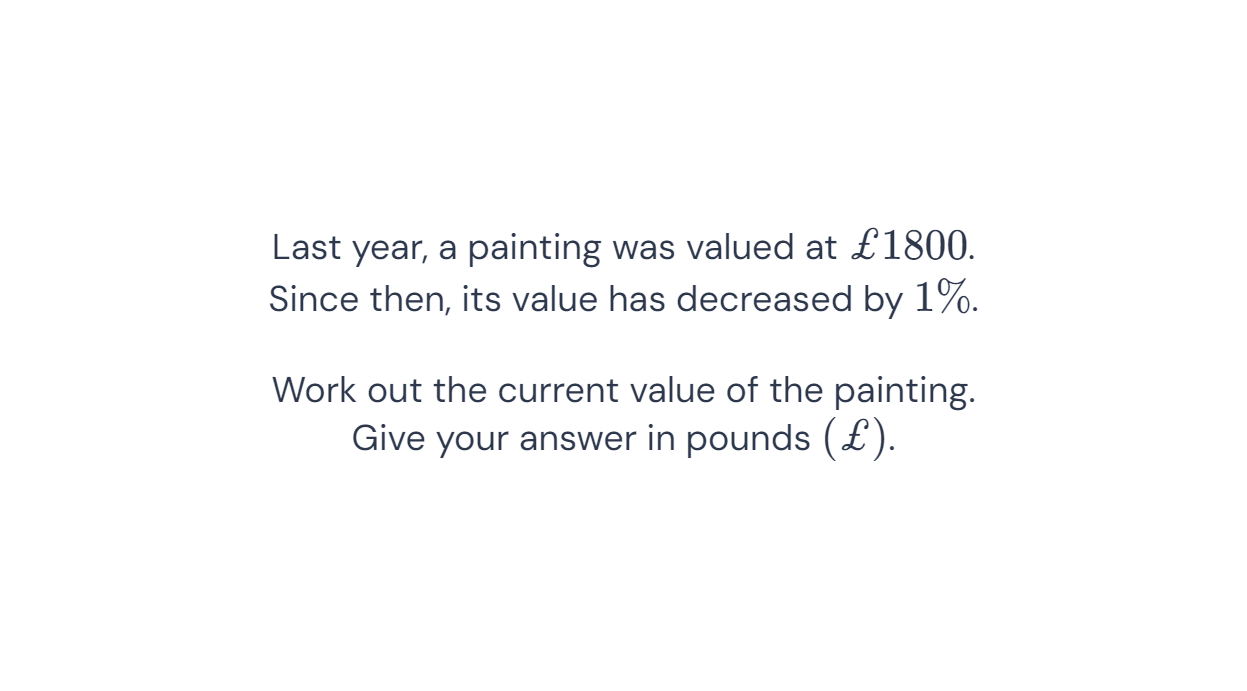 Last year, a painting was valued at £1800.
Since then, its value has decreased by 1%.
Work out the current value of the painting.
Give your answer in pounds (£).